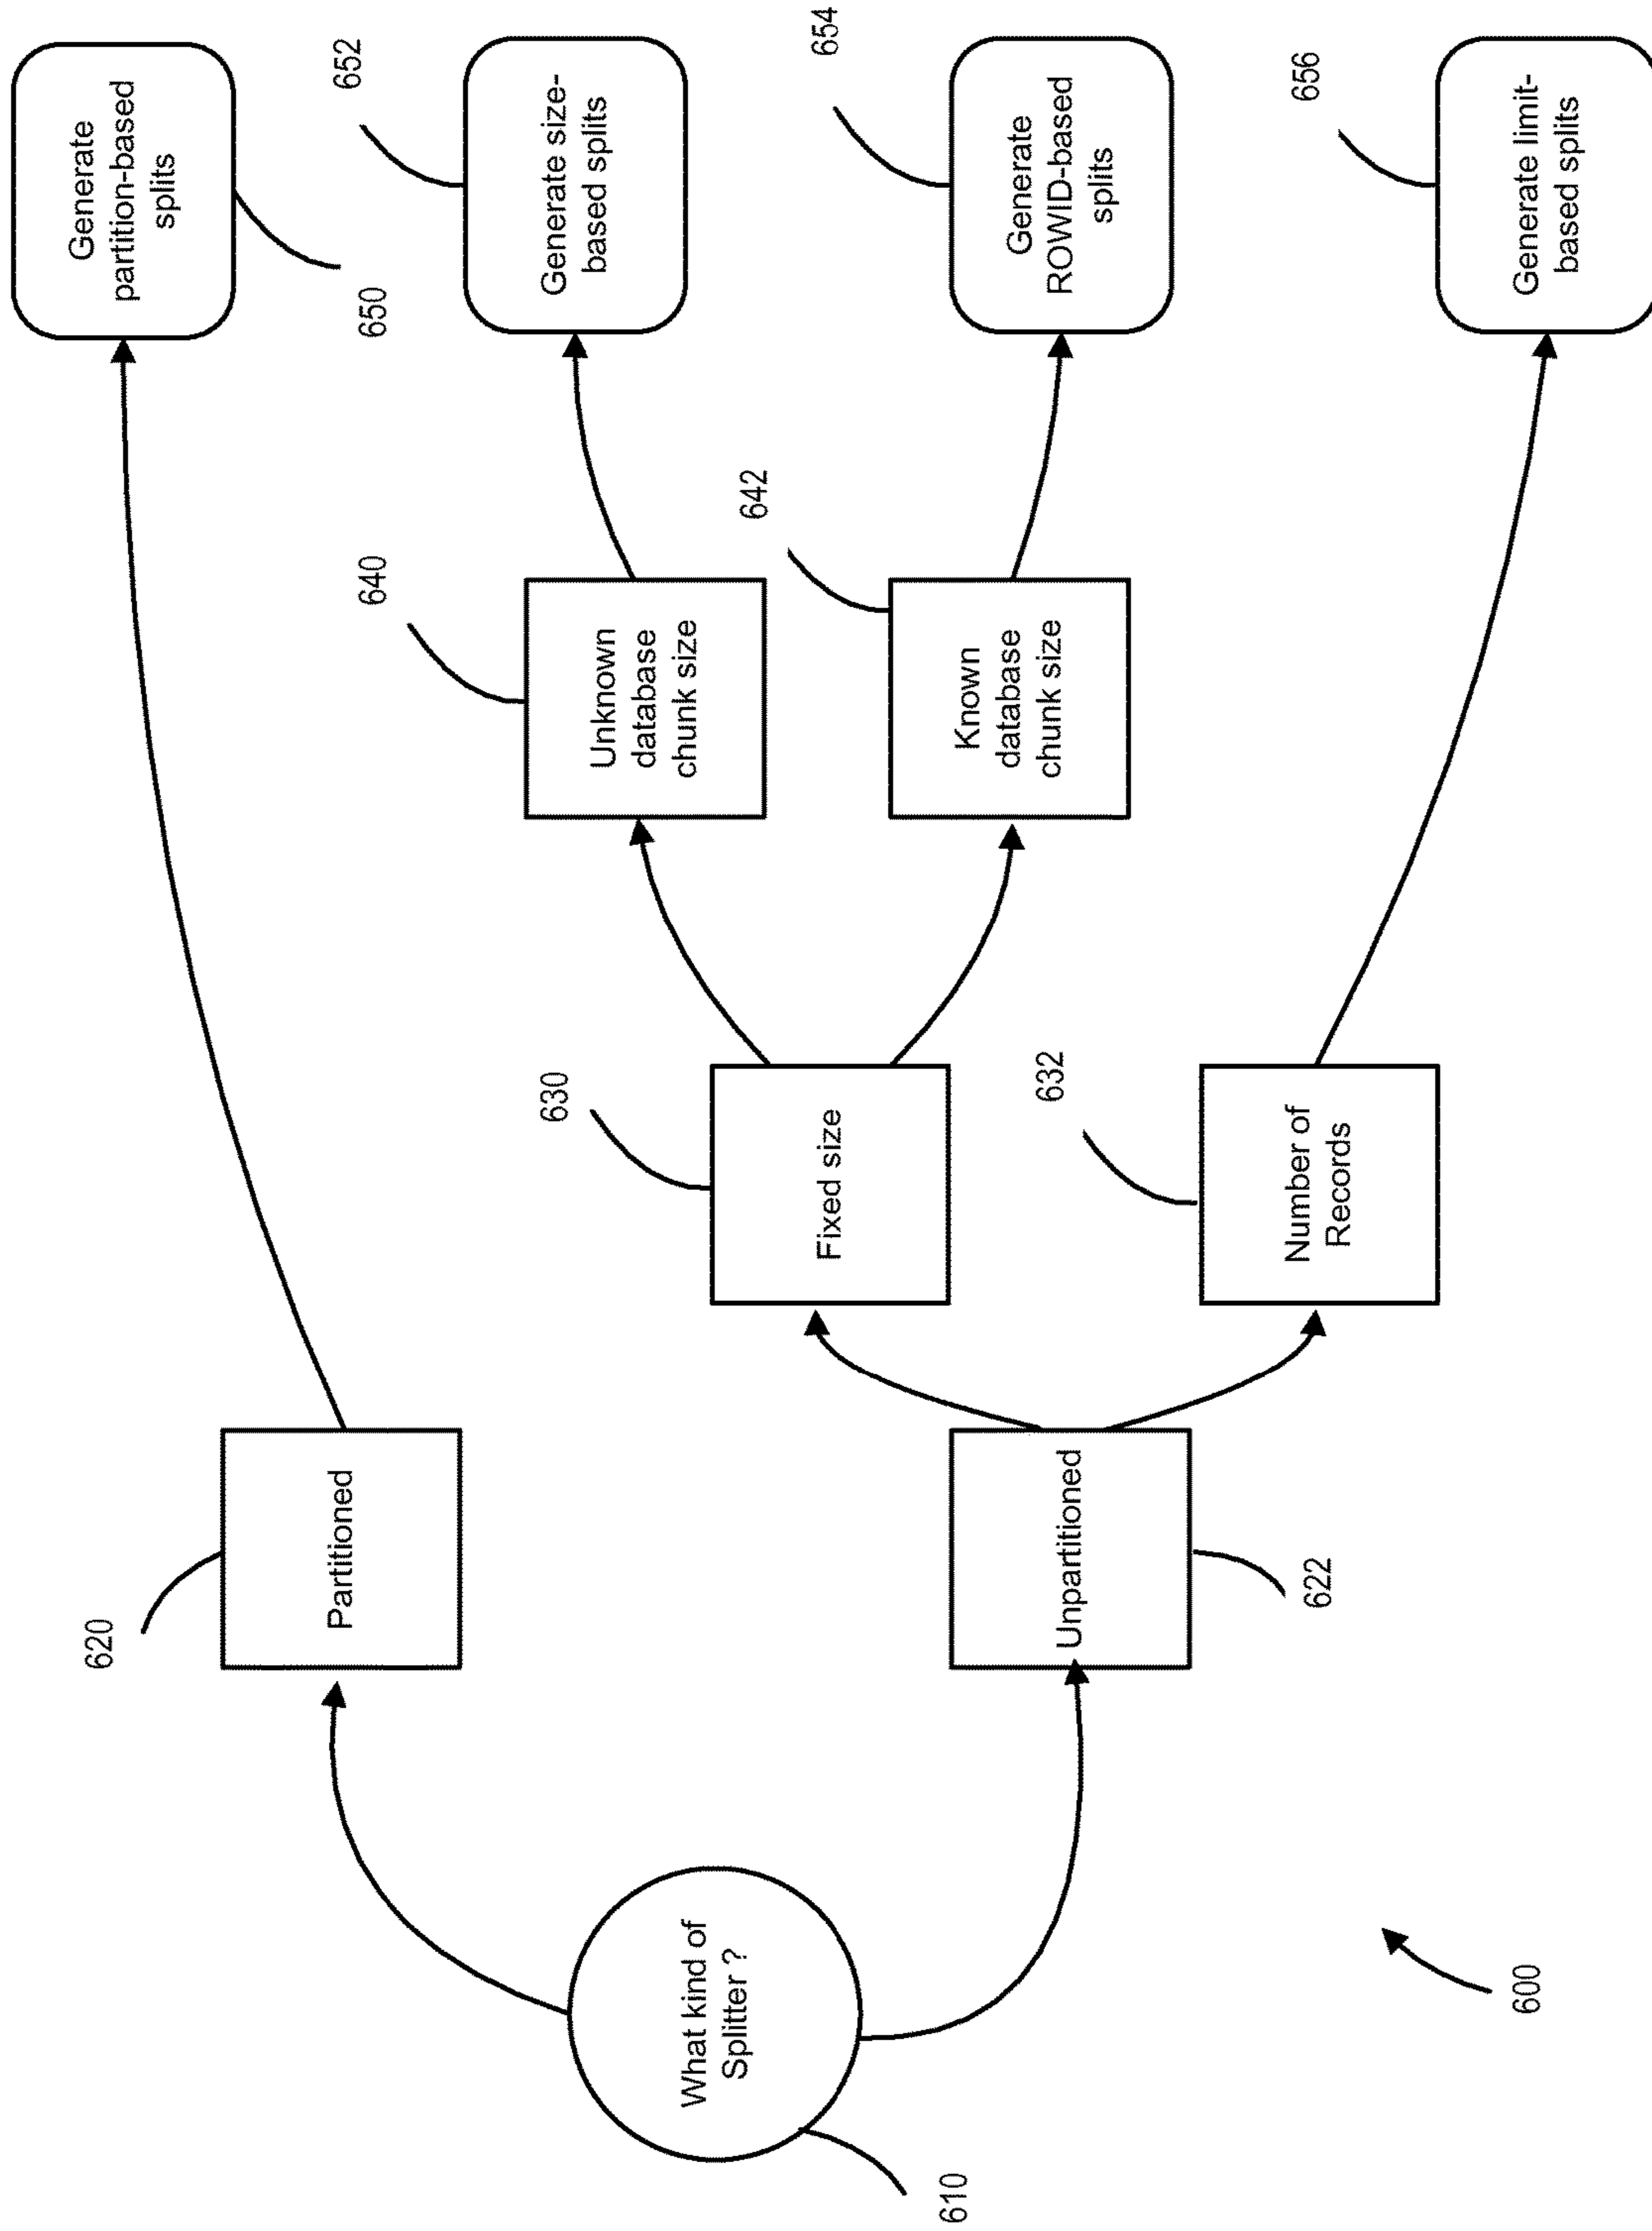 610
What kind of
Splitter ?
620
Partitioned
Unpartitioned
622
630
Fixed size
632
Number of
Records
640
Unknown
database
chunk size
642
Known
database
chunk size
Generate
partition-based
splits
650
652
Generate size-
based splits
654
Generate
ROWID-based
splits
656
Generate limit-
based splits
600